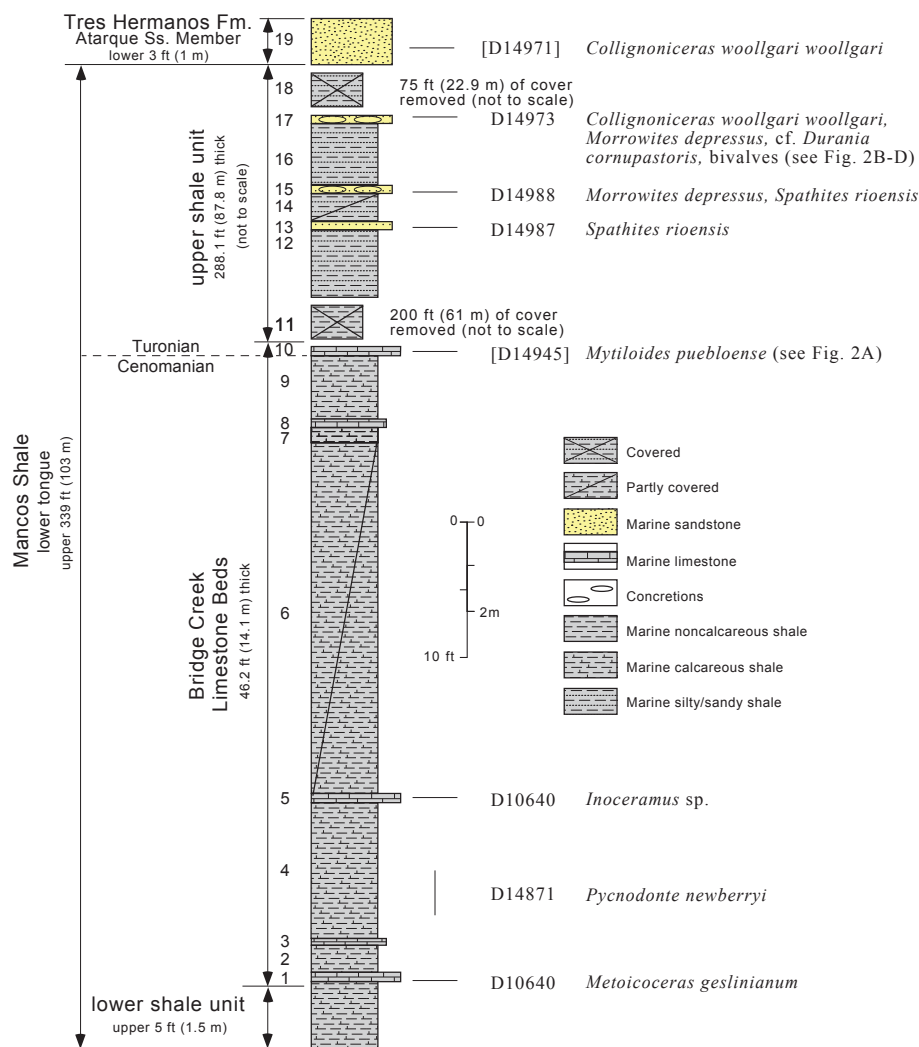 Tres Hermanos Fm.
Atarque Ss. Member
lower 3 ft (1 m)
19
[D14971] Collignoniceras woollgari woollgari
18
75 ft (22.9 m) of cover
removed (not to scale)
17
D14973 Collignoniceras woollgari woollgari,
Morrowites depressus, cf. Durania
cornupastoris, bivalves (see Fig. 2B-D)
16
15
D14988 Morrowites depressus, Spathites rioensis
14
13
D14987 Spathites rioensis
12
upper shale unit
288.1 ft (87.8 m) thick
(not to scale)
11
200 ft (61 m) of cover
removed (not to scale)
Turonian
Cenomanian
10
[D14945] Mytiloides puebloense (see Fig. 2A)
9
8
7
Mancos Shale
lower tongue
upper 339 ft (103 m)
Bridge Creek
Limestone Beds
46.2 ft (14.1 m) thick
6
0 0
2m
10 ft
Covered
Partly covered
Marine sandstone
Marine limestone
Concretions
Marine noncalcareous shale
Marine calcareous shale
Marine silty/sandy shale
5
D10640 Inoceramus sp.
4
D14871 Pycnodonte newberryi
3
2
1
D10640 Metoicoceras geslinianum
lower shale unit
upper 5 ft (1.5 m)